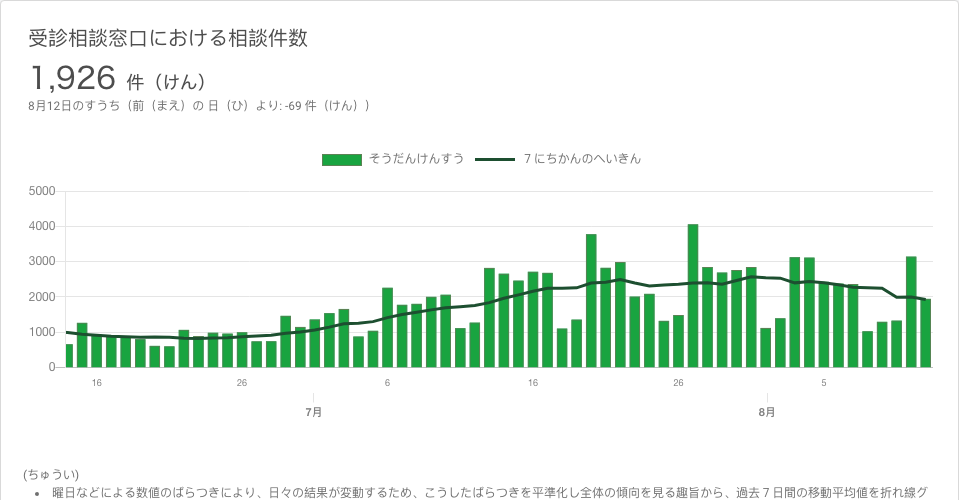 受診相談窓口における相談件数
1,926 件（けん）
8月12日のすうち（前（まえ）の 日（ひ）より: -69 件（けん））
そうだんけんすう 7 にちかんのへいきん
5000
4000
3000
2000
1000
0
16 26 6 16 26 5
7月 8月
(ちゅうい)
• 曜日などによる数値のばらつきにより、日々の結果が変動するため、こうしたばらつきを平準化し全体の傾向を見る趣旨から、過去７日間の移動平均値を折れ線グ